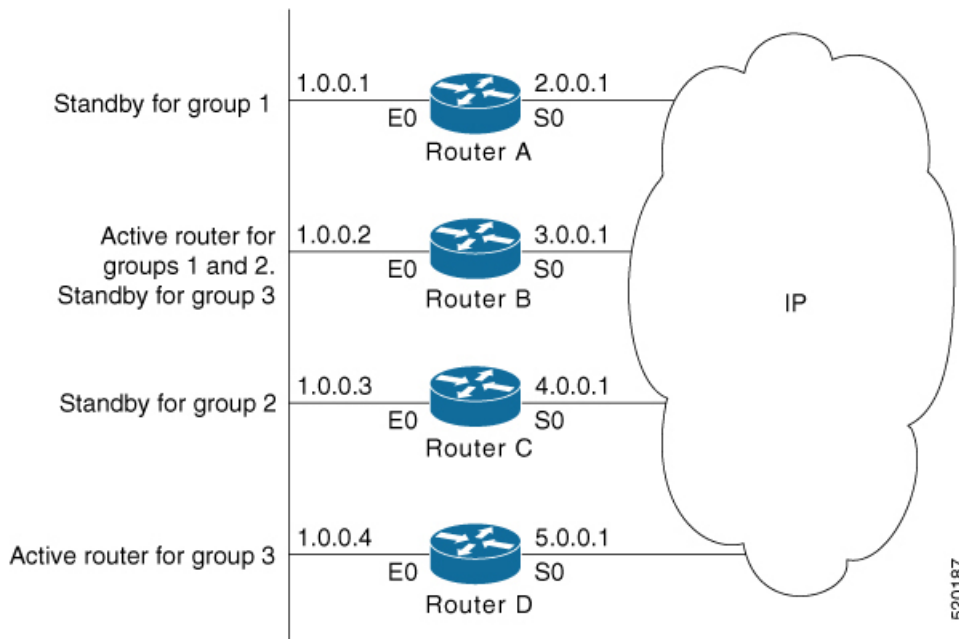 Standby for group 1
1.0.0.1
2.0.0.1
E0
S0
Router A
Active router for
groups 1 and 2.
Standby for group 3
1.0.0.2
3.0.0.1
E0
S0
Router B
IP
Standby for group 2
1.0.0.3
4.0.0.1
E0
S0
Router C
Active router for group 3
1.0.0.4
5.0.0.1
E0
S0
Router D
520187